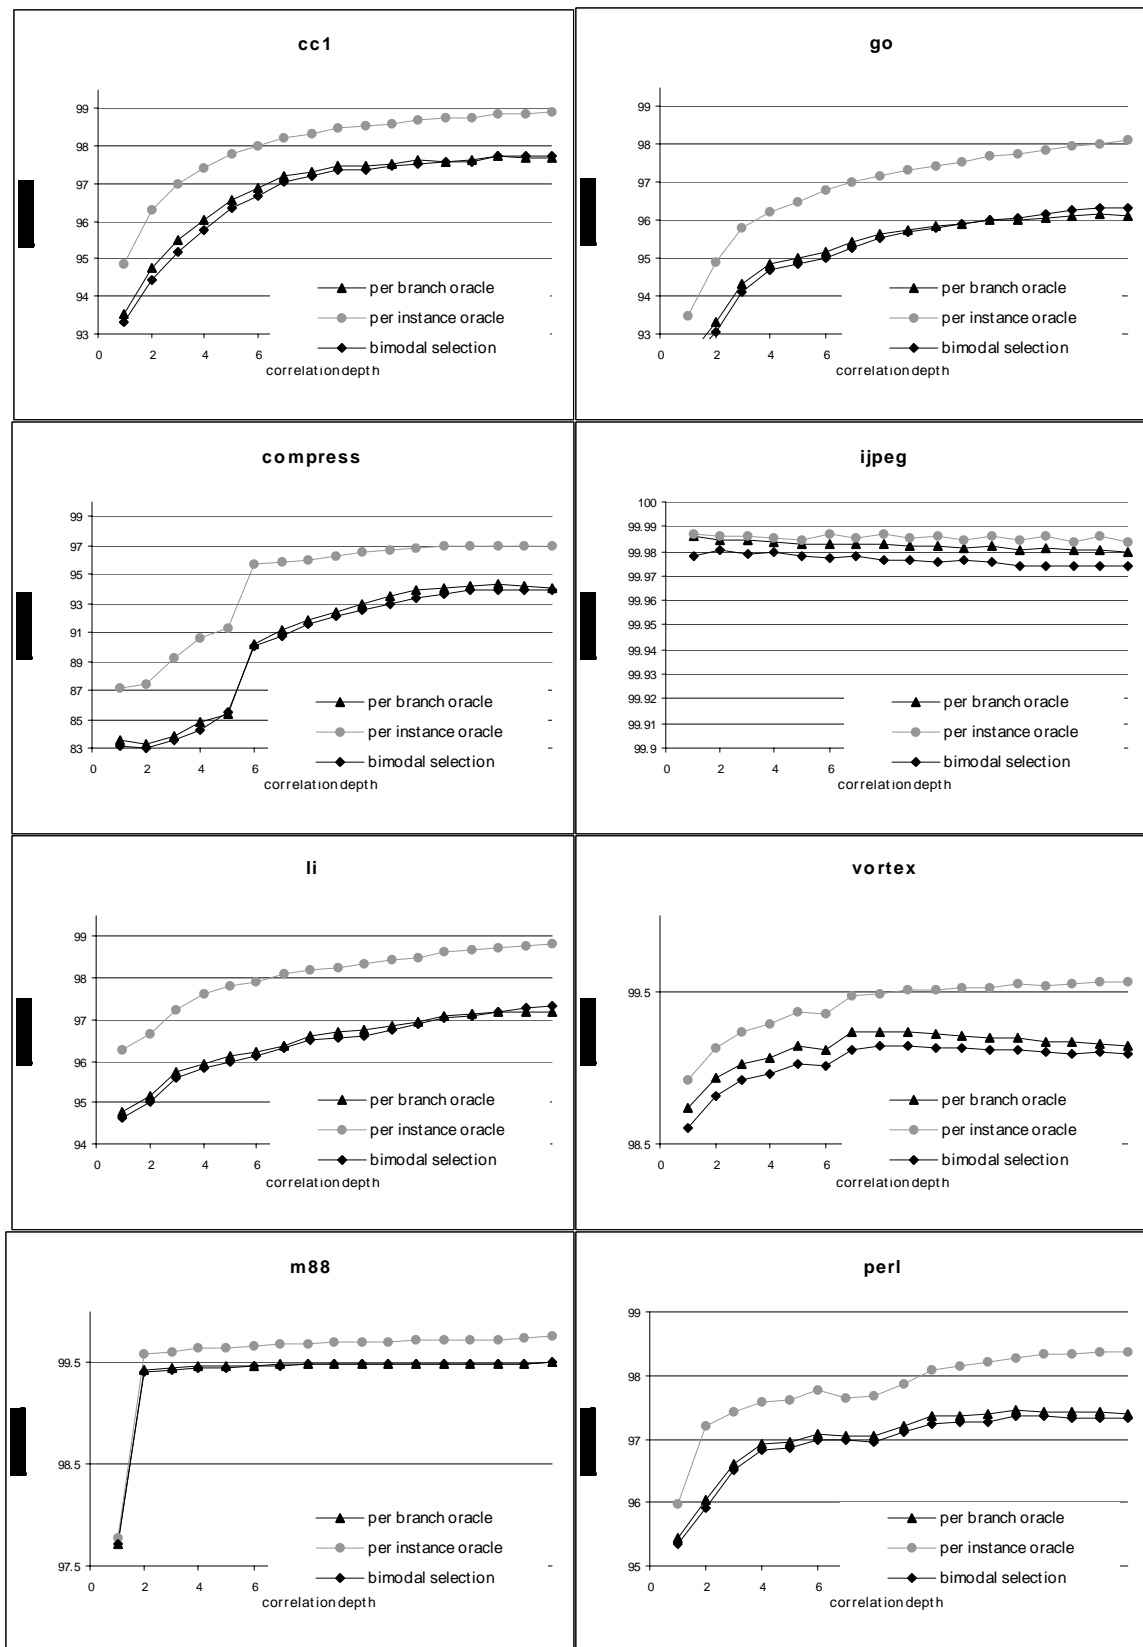 cc1
99
98
97
96
95
94
93
0 2 4 6
per branch oracle
per instance oracle
bimodal selection
correlation depth
go
99
98
97
96
95
94
93
0 2 4 6
per branch oracle
per instance oracle
bimodal selection
correlation depth
compress
99
97
95
93
91
89
87
85
83
0 2 4 6
per branch oracle
per instance oracle
bimodal selection
correlation depth
ijpeg
100
99.99
99.98
99.97
99.96
99.95
99.94
99.93
99.92
99.91
99.9
0 2 4 6
per branch oracle
per instance oracle
bimodal selection
correlation depth
li
99
98
97
96
95
94
0 2 4 6
per branch oracle
per instance oracle
bimodal selection
correlation depth
vortex
99.5
98.5
0 2 4 6
per branch oracle
per instance oracle
bimodal selection
correlation depth
m88
99.5
98.5
97.5
0 2 4 6
per branch oracle
per instance oracle
bimodal selection
correlation depth
perl
99
98
97
96
95
0 2 4 6
per branch oracle
per instance oracle
bimodal selection
correlation depth